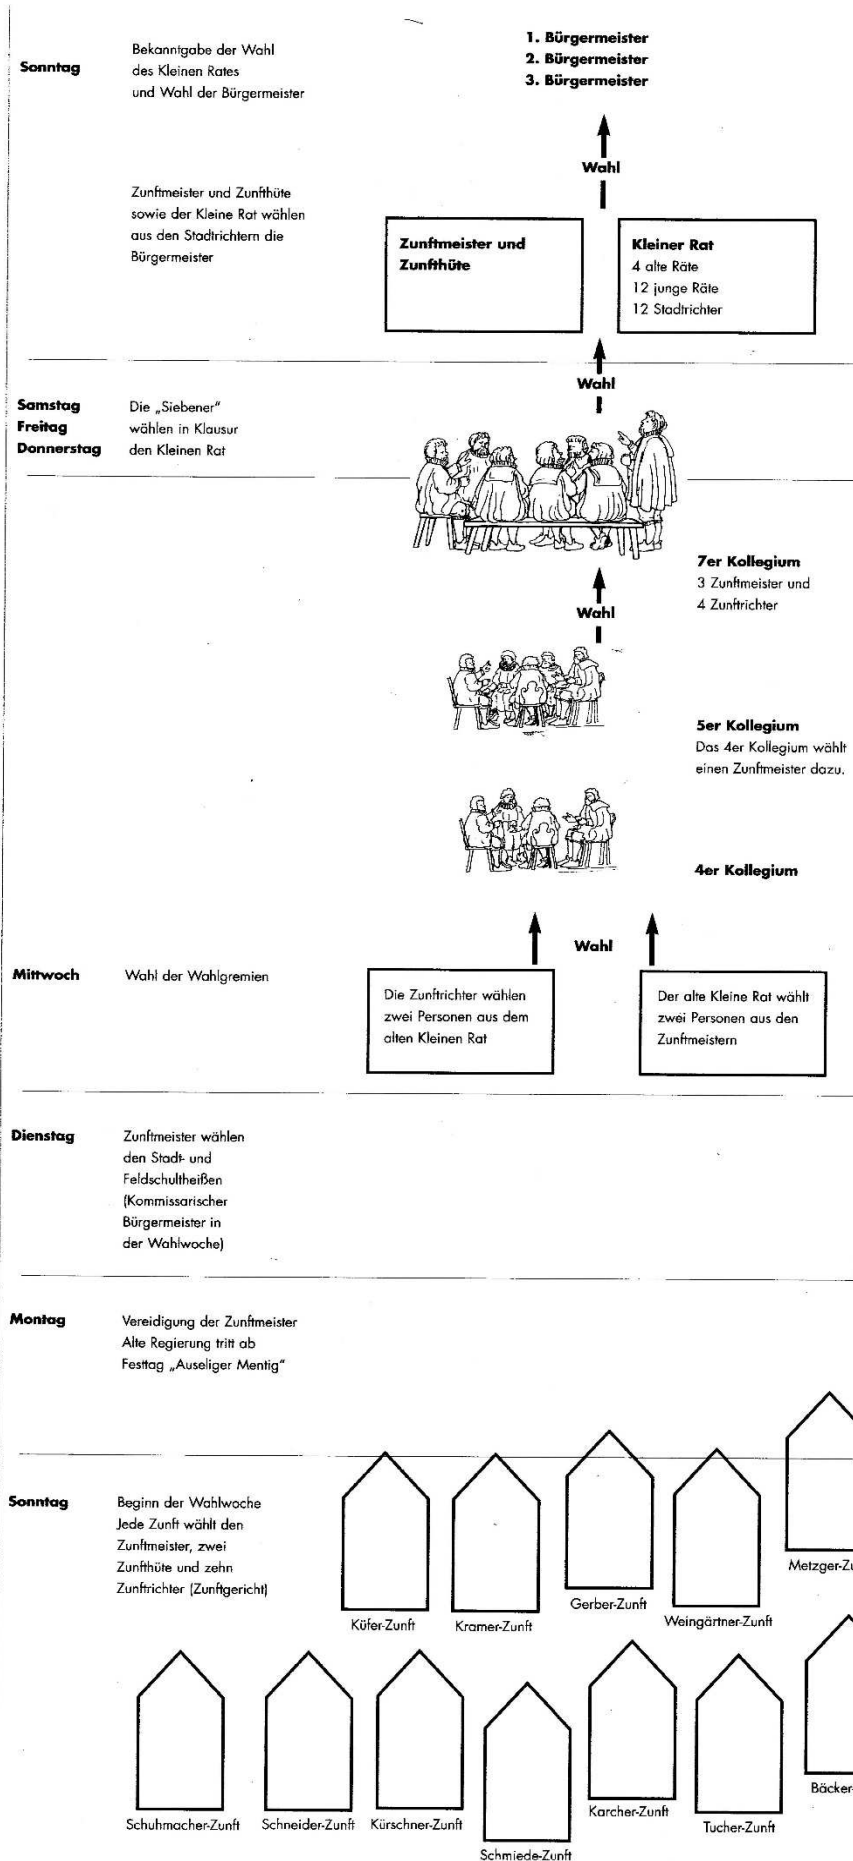 Sonntag
Bekanntgabe der Wahl
des Kleinen Rates
und Wahl der Bürgermeister
1. Bürgermeister
2. Bürgermeister
3. Bürgermeister
Wahl
Zunftmeister und Zunfthüte
sowie der Kleine Rat wählen
aus den Stadtrichtern die
Bürgermeister
Zunftmeister und
Zunfthüte
Kleiner Rat
4 alte Räte
12 junge Räte
12 Stadtrichter
Wahl
Samstag
Freitag
Donnerstag
Die „Siebener"
wählen in Klausur
den Kleinen Rat
7er Kollegium
3 Zunftmeister und
4 Zunftrichter
Wahl
5er Kollegium
Das 4er Kollegium wählt
einen Zunftmeister dazu.
4er Kollegium
Wahl
Mittwoch
Wahl der Wahlgremien
Die Zunftrichter wählen
zwei Personen aus dem
alten Kleinen Rat
Der alte Kleine Rat wählt
zwei Personen aus den
Zunftmeistern
Dienstag
Zunftmeister wählen
den Stadt- und
Feldschultheißen
(Kommissarischer
Bürgermeister in
der Wahlwoche)
Montag
Vereidigung der Zunftmeister
Alte Regierung tritt ab
Festtag „Auseliger Mentig"
Sonntag
Beginn der Wahlwoche
Jede Zunft wählt den
Zunftmeister, zwei
Zunfthüte und zehn
Zunftrichter (Zunftgericht)
Küfer-Zunft
Kramer-Zunft
Gerber-Zunft
Weingärtner-Zunft
Metzger-Zu
Schuhmacher-Zunft
Schneider-Zunft
Kürschner-Zunft
Schmiede-Zunft
Karcher-Zunft
Tucher-Zunft
Bäcker-